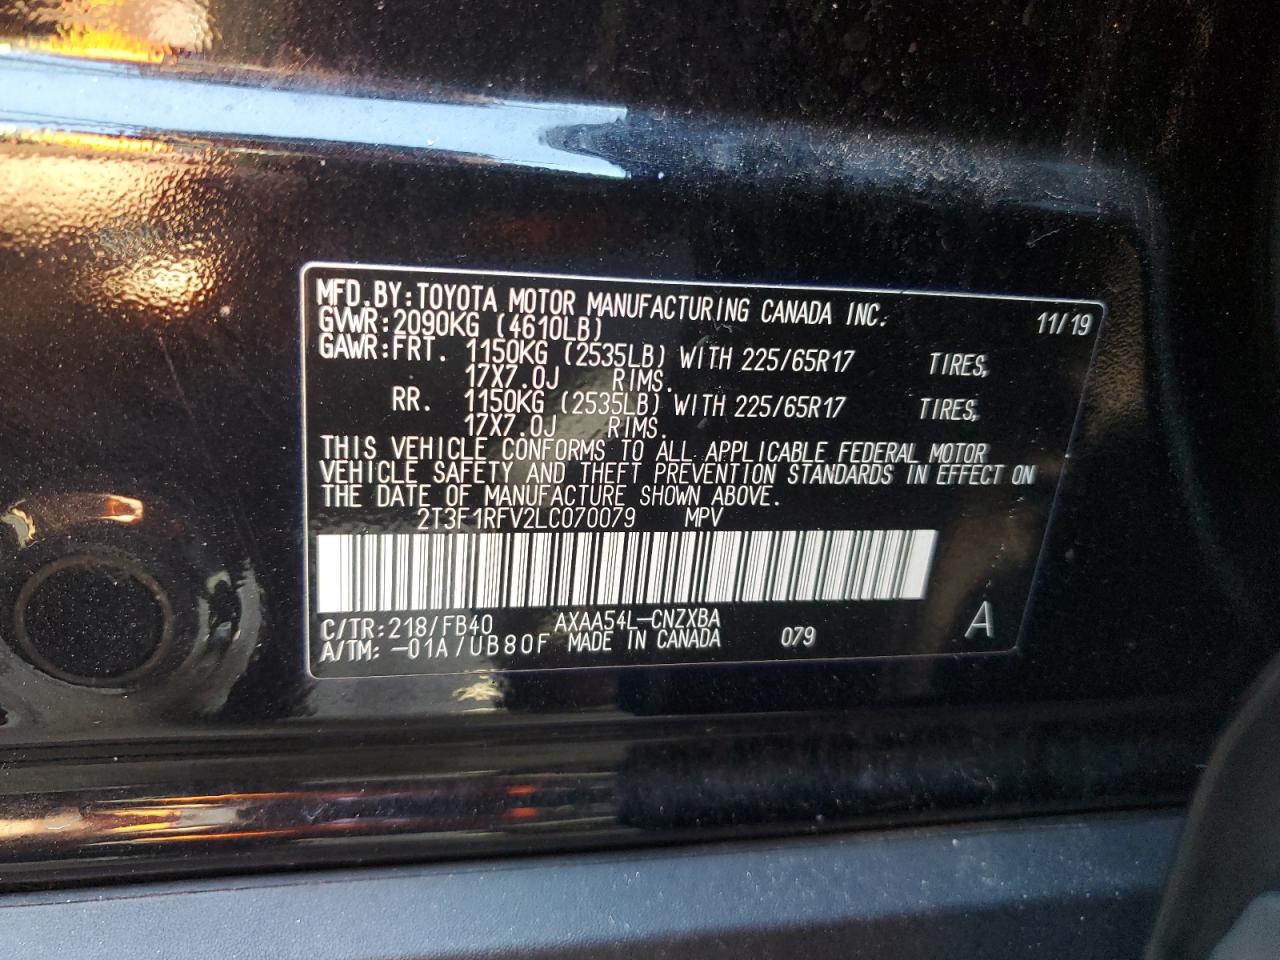 MFD.BY:TOYOTA MOTOR MANUFACTURING CANADA INC. 11/19
GVWR:2090KG (4610LB)
GAWR:FRT. 1150KG (2535LB) WITH 225/65R17 TIRES,
17X7.0J RIMS.
RR. 1150KG (2535LB) WITH 225/65R17 TIRES,
17X7.0J RIMS.
THIS VEHICLE CONFORMS TO ALL APPLICABLE FEDERAL MOTOR
VEHICLE SAFETY AND THEFT PREVENTION STANDARDS IN EFFECT ON
THE DATE OF MANUFACTURE SHOWN ABOVE.
2T3F1RFV2LC070079 MPV
C/TR:218/FB40 AXAA54L-CNZXBA
A/TM:-01A/UB80F MADE IN CANADA 079 A